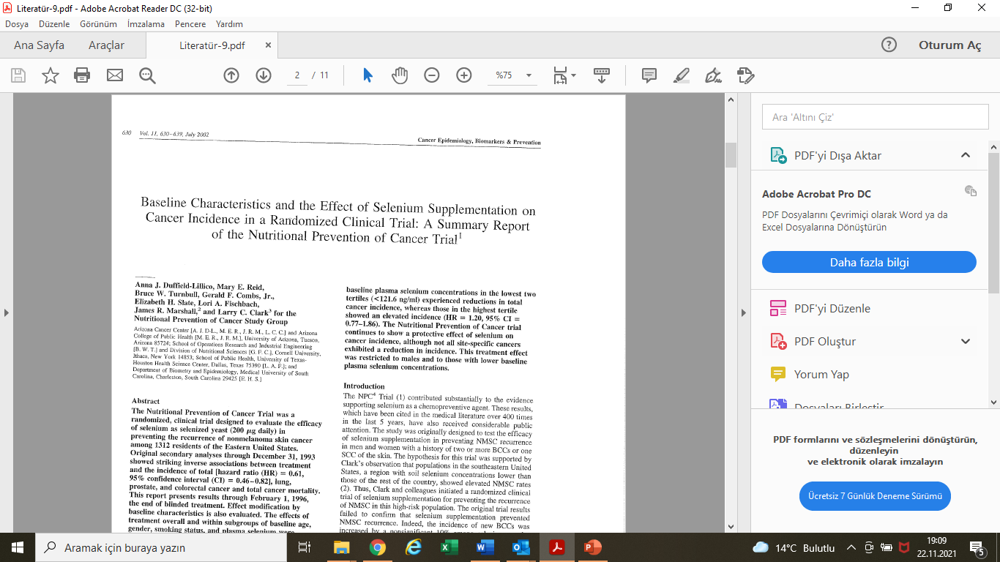 Literatür-9.pdf - Adobe Acrobat Reader DC (32-bit)
Dosya Düzenle Görünüm İmzalama Pencere Yardım
Ana Sayfa Araçlar Literatür-9.pdf × Oturum Aç
2 / 11 %75
630 Vol. 11, 630–639, July 2002
Cancer Epidemiology, Biomarkers & Prevention
Baseline Characteristics and the Effect of Selenium Supplementation on
Cancer Incidence in a Randomized Clinical Trial: A Summary Report
of the Nutritional Prevention of Cancer Trial1
Anna J. Duffield-Lillico, Mary E. Reid,
Bruce W. Turnbull, Gerald F. Combs, Jr.,
Elizabeth H. Slate, Lori A. Fischbach,
James R. Marshall,2 and Larry C. Clark3 for the
Nutritional Prevention of Cancer Study Group
Arizona Cancer Center [A. J. D-L., M. E. R., J. R. M., L. C. C.] and Arizona
College of Public Health [M. E. R., J. R. M.], University of Arizona, Tucson,
Arizona 85724; School of Operations Research and Industrial Engineering
[B. W. T.] and Division of Nutritional Sciences [G. F. C.], Cornell University,
Ithaca, New York 14853; School of Public Health, University of Texas-
Houston Health Science Center, Dallas, Texas 75390 [L. A. F.]; and
Department of Biometry and Epidemiology, Medical University of South
Carolina, Charleston, South Carolina 29425 [E. H. S.]
Abstract
The Nutritional Prevention of Cancer Trial was a
randomized, clinical trial designed to evaluate the efficacy
of selenium as selenized yeast (200 μg daily) in
preventing the recurrence of nonmelanoma skin cancer
among 1312 residents of the Eastern United States.
Original secondary analyses through December 31, 1993
showed striking inverse associations between treatment
and the incidence of total [hazard ratio (HR) = 0.61,
95% confidence interval (CI) = 0.46–0.82], lung,
prostate, and colorectal cancer and total cancer mortality.
This report presents results through February 1, 1996,
the end of blinded treatment. Effect modification by
baseline characteristics is also evaluated. The effects of
treatment overall and within subgroups of baseline age,
gender, smoking status, and plasma selenium were
baseline plasma selenium concentrations in the lowest two
tertiles (<121.6 ng/ml) experienced reductions in total
cancer incidence, whereas those in the highest tertile
showed an elevated incidence (HR = 1.20, 95% CI =
0.77–1.86). The Nutritional Prevention of Cancer trial
continues to show a protective effect of selenium on
cancer incidence, although not all site-specific cancers
exhibited a reduction in incidence. This treatment effect
was restricted to males and to those with lower baseline
plasma selenium concentrations.
Introduction
The NPC4 Trial (1) contributed substantially to the evidence
supporting selenium as a chemopreventive agent. These results,
which have been cited in the medical literature over 400 times
in the last 5 years, have also received considerable public
attention. The study was originally designed to test the efficacy
of selenium supplementation in preventing NMSC recurrence
in men and women with a history of two or more BCCs or one
SCC of the skin. The hypothesis for this trial was supported by
Clark's observation that populations in the southeastern United
States, a region with soil selenium concentrations lower than
those of the rest of the country, showed elevated NMSC rates
(2). Thus, Clark and colleagues initiated a randomized clinical
trial of selenium supplementation for preventing the recurrence
of NMSC in this high-risk population. The original trial results
failed to confirm that selenium supplementation prevented
NMSC recurrence. Indeed, the incidence of new BCCs was
increased by a nonsignificant 10%
Ara 'Altını Çiz'
PDF'yi Dışa Aktar
Adobe Acrobat Pro DC
PDF Dosyalarını Çevrimiçi olarak Word ya da
Excel Dosyalarına Dönüştürün
Daha fazla bilgi
PDF'yi Düzenle
PDF Oluştur
Yorum Yap
Dosyaları Birleştir
PDF formlarını ve sözleşmelerini dönüştürün,
düzenleyin
ve elektronik olarak imzalayın
Ücretsiz 7 Günlük Deneme Sürümü
Aramak için buraya yazın
14°C Bulutlu
19:09
22.11.2021
5